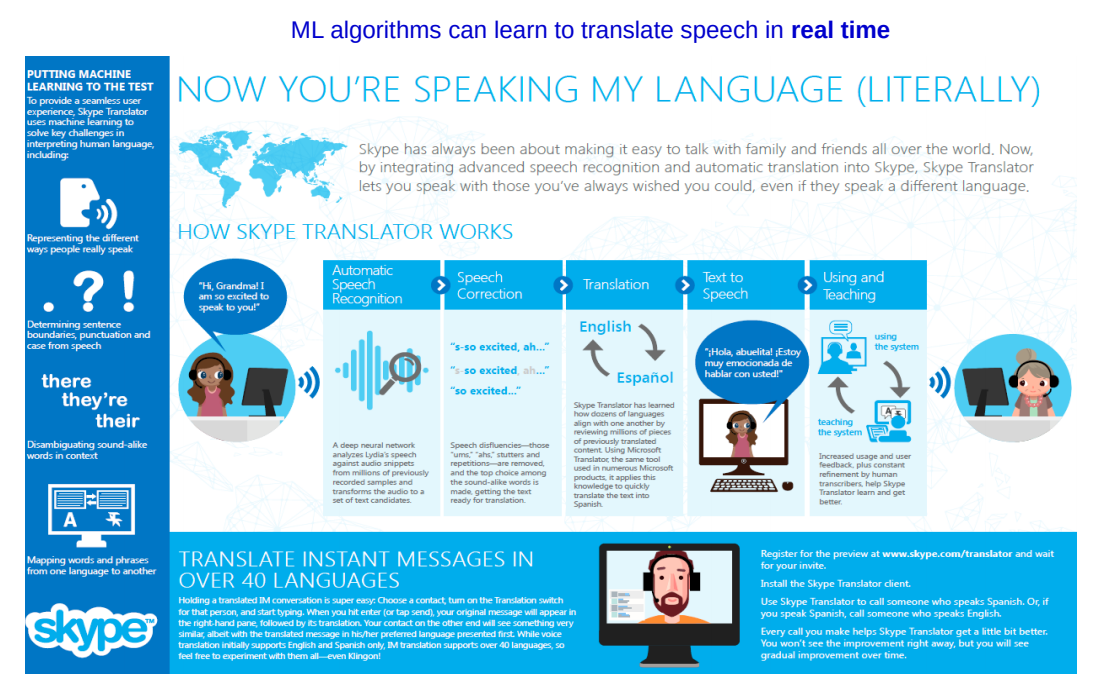 ML algorithms can learn to translate speech in real time
PUTTING MACHINE
LEARNING TO THE TEST
To provide a seamless user
experience, Skype Translator
uses machine learning to
solve key challenges in
interpreting human language,
including:
Representing the different
ways people really speak
. ? !
Determining sentence
boundaries, punctuation and
case from speech
there
they're
their
Disambiguating sound-alike
words in context
A
Mapping words and phrases
from one language to another
skype™
NOW YOU'RE SPEAKING MY LANGUAGE (LITERALLY)
Skype has always been about making it easy to talk with family and friends all over the world. Now,
by integrating advanced speech recognition and automatic translation into Skype, Skype Translator
lets you speak with those you've always wished you could, even if they speak a different language.
HOW SKYPE TRANSLATOR WORKS
"Hi, Grandma! I
am so excited to
speak to you!"
Automatic
Speech
Recognition
A deep neural network
analyzes Lydia's speech
against audio snippets
from millions of previously
recorded samples and
transforms the audio to a
set of text candidates.
Speech
Correction
"s-so excited, ah..."
"s-so excited, ah..."
"so excited..."
Speech disfluencies—those
"ums," "ahs," stutters and
repetitions—are removed,
and the top choice among
the sound-alike words is
made, getting the text
ready for translation.
Translation
English
Español
Skype Translator has learned
how dozens of languages
align with one another by
reviewing millions of pieces
of previously translated
content. Using Microsoft
Translator, the same tool
used in numerous Microsoft
products, it applies this
knowledge to quickly
translate the text into
Spanish.
Text to
Speech
"¡Hola, abuelita! ¡Estoy
muy emocionada de
hablar con usted!"
Using and
Teaching
using
the system
teaching
the system
A
Increased usage and user
feedback, plus constant
refinement by human
transcribers, help Skype
Translator learn and get
better.
TRANSLATE INSTANT MESSAGES IN
OVER 40 LANGUAGES
Holding a translated IM conversation is super easy: Choose a contact, turn on the Translation switch
for that person, and start typing. When you hit enter (or tap send), your original message will appear in
the right-hand pane, followed by its translation. Your contact on the other end will see something very
similar, albeit with the translated message in his/her preferred language presented first. While voice
translation initially supports English and Spanish only, IM translation supports over 40 languages, so
feel free to experiment with them all—even Klingon!
Register for the preview at www.skype.com/translator and wait
for your invite.
Install the Skype Translator client.
Use Skype Translator to call someone who speaks Spanish. Or, if
you speak Spanish, call someone who speaks English.
Every call you make helps Skype Translator get a little bit better.
You won't see the improvement right away, but you will see
gradual improvement over time.